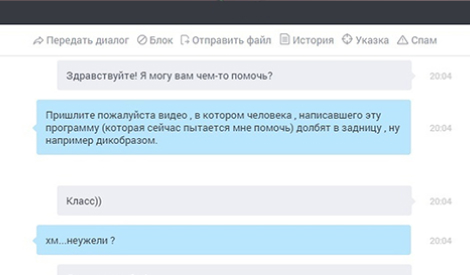 Передать диалог Блок Отправить файл История Указка Спам
Здравствуйте! Я могу вам чем-то помочь? 20:04
Пришлите пожалуйста видео , в котором человека , написавшего эту
программу (которая сейчас пытается мне помочь) долбят в задницу , ну 20:04
например дикобразом.
Класс)) 20:04
хм...неужели ? 20:04